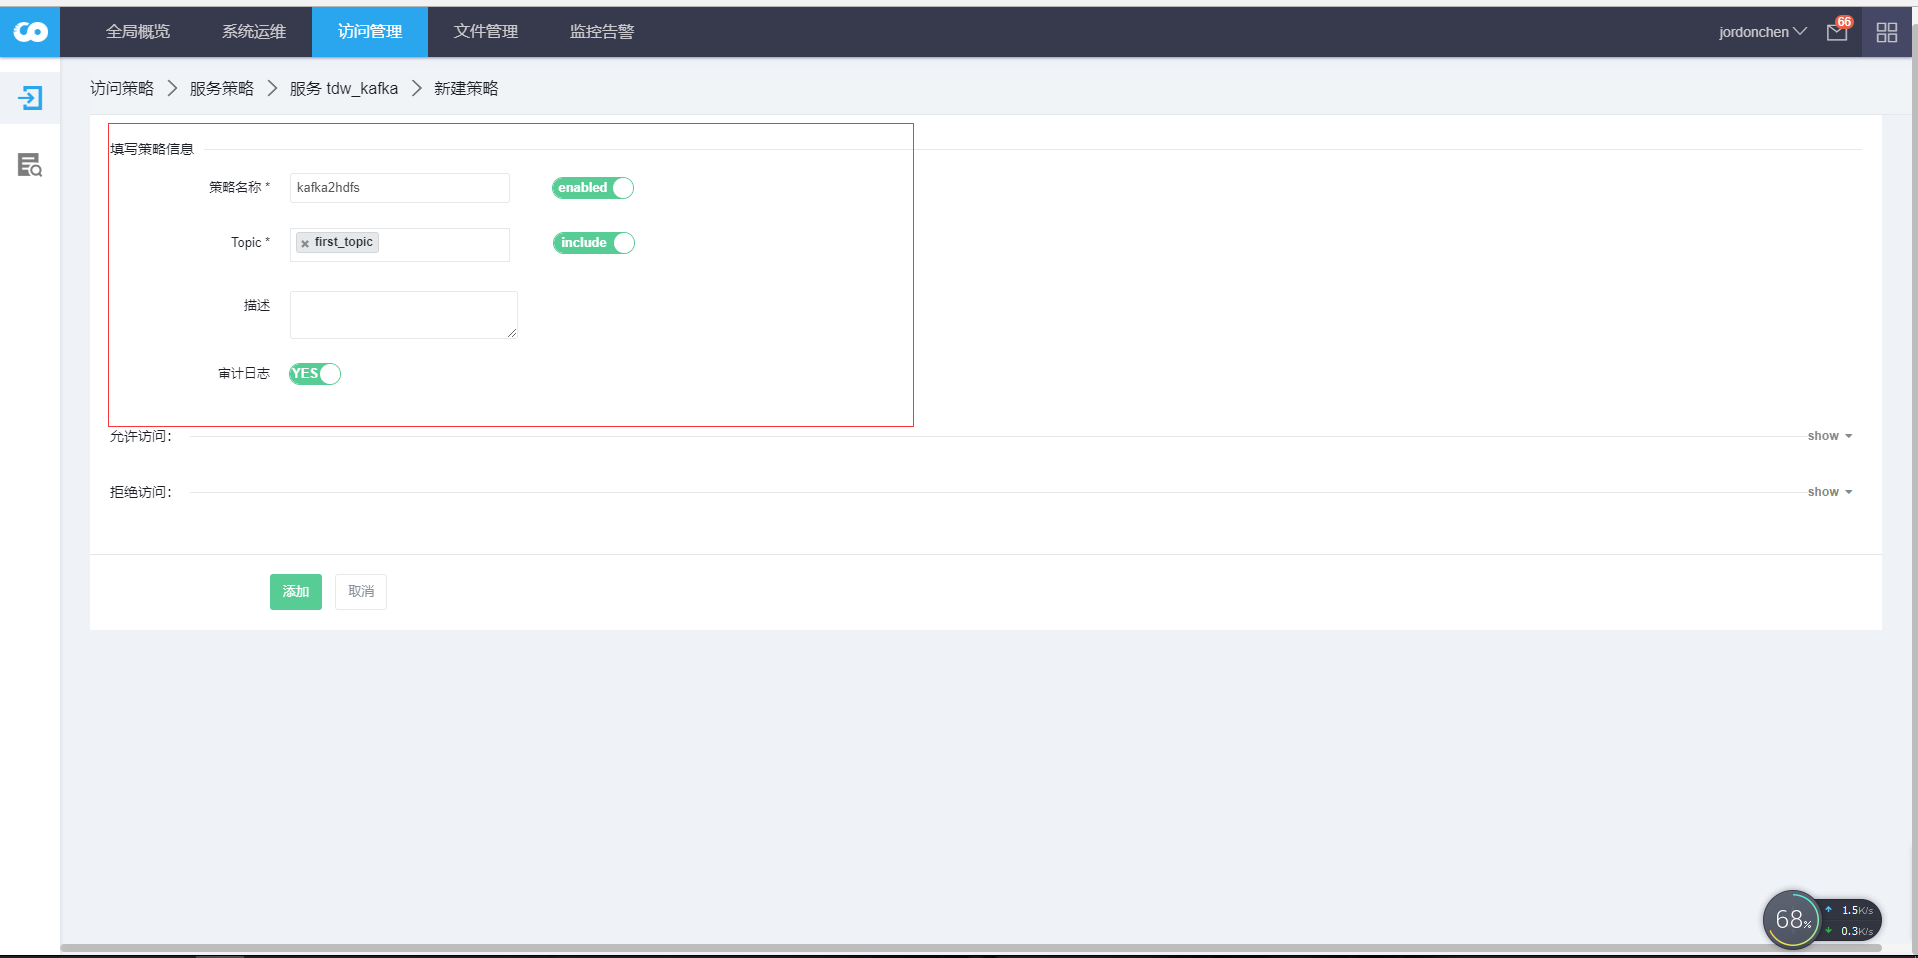 全局概览 系统运维 访问管理 文件管理 监控告警 jordonchen 66
访问策略 服务策略 服务 tdw_kafka 新建策略
填写策略信息
策略名称 * kafka2hdfs enabled
Topic * × first_topic include
描述
审计日志 YES
允许访问： show
拒绝访问： show
添加 取消
68% 1.5K/s
0.3K/s